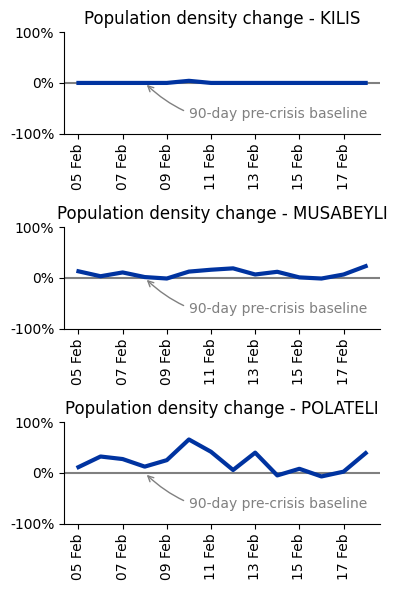 Population density change - KILIS
100%
0%
-100%
90-day pre-crisis baseline
05 Feb
07 Feb
09 Feb
11 Feb
13 Feb
15 Feb
17 Feb
Population density change - MUSABEYLI
100%
0%
-100%
90-day pre-crisis baseline
05 Feb
07 Feb
09 Feb
11 Feb
13 Feb
15 Feb
17 Feb
Population density change - POLATELI
100%
0%
-100%
90-day pre-crisis baseline
05 Feb
07 Feb
09 Feb
11 Feb
13 Feb
15 Feb
17 Feb